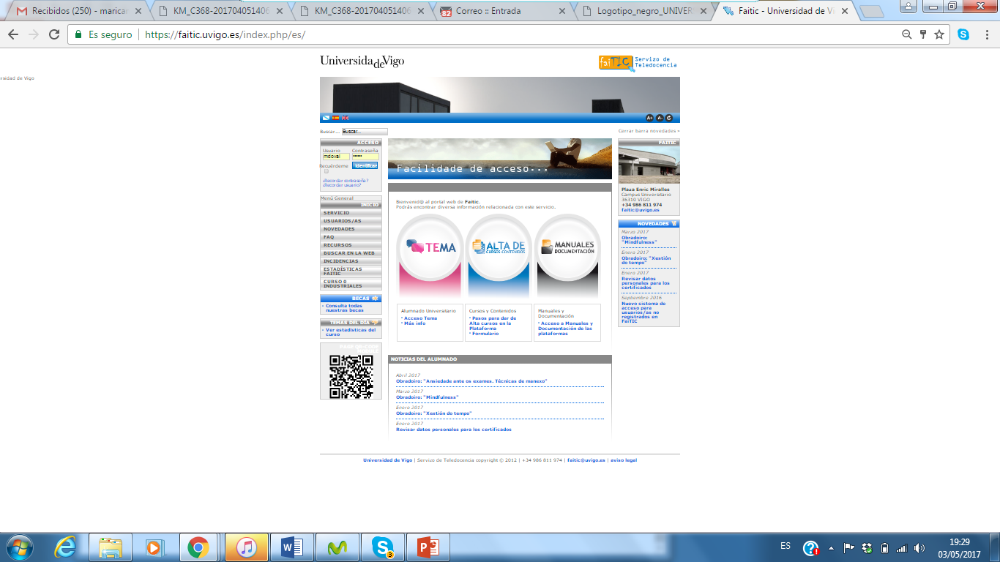 Recibidos (250) - marican
KM_C368-201704051406
KM_C368-201704051406
Correo :: Entrada
Logotipo_negro_UNIVER
Faitic - Universidad de Vi
Es seguro
https://faitic.uvigo.es/index.php/es/
UniversidadeVigo
faiTIC Servizo de
Teledocencia
rsidad de Vigo
A+ A-
Buscar... Buscar...
Cerrar barra novedades »
ACCESO
Usuario Contraseña
mdoval
Recuérdeme
¿Recordar contraseña?
¿Recordar usuario?
Menú General
INICIO
SERVICIO
USUARIOS/AS
NOVEDADES
FAQ
RECURSOS
BUSCAR EN LA WEB
INCIDENCIAS
ESTADÍSTICAS
FAITIC
CURSO 0
INDUSTRIALES
BECAS
Consulta todas
nuestras becas
TEMAS DEL DÍA
Ver estadísticas del
curso
Facilidade de acceso...
Bienvenid@ al portal web de Faitic.
Podrás encontrar diversa información relacionada con este servicio.
TEMA
ALTA DE
CURSOS-CONTENIDOS
MANUALES
DOCUMENTACIÓN
Alumnado Universitario
Acceso Tema
Más info
Cursos y Contenidos
Pasos para dar de
Alta cursos en la
Plataforma
Formulario
Manuales y
Documentación
Acceso a Manuales y
Documentación de las
plataformas
NOTICIAS DEL ALUMNADO
Abril 2017
Obradoiro: "Ansiedade ante os exames. Técnicas de manexo"
Marzo 2017
Obradoiro: "Mindfulness"
Enero 2017
Obradoiro: "Xestión do tempo"
Enero 2017
Revisar datos personales para los certificados
FAITIC
Plaza Enric Miralles
Campus Universitario
36310 VIGO
+34 986 811 974
faitic@uvigo.es
NOVEDADES
Marzo 2017
Obradoiro:
"Mindfulness"
Enero 2017
Obradoiro: "Xestión
do tempo"
Enero 2017
Revisar datos
personales para los
certificados
Septiembre 2016
Nuevo sistema de
acceso para
usuarios/as no
registrados en
FaiTIC
Universidad de Vigo | Servizo de Teledocencia copyright © 2012 | +34 986 811 974 | faitic@uvigo.es | aviso legal
ES
19:29
03/05/2017